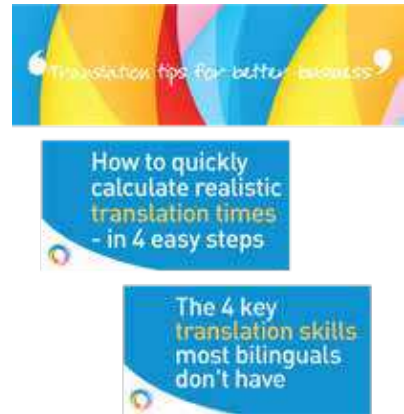 Translation tips for better business
How to quickly
calculate realistic
translation times
- in 4 easy steps
The 4 key
translation skills
most bilinguals
don't have